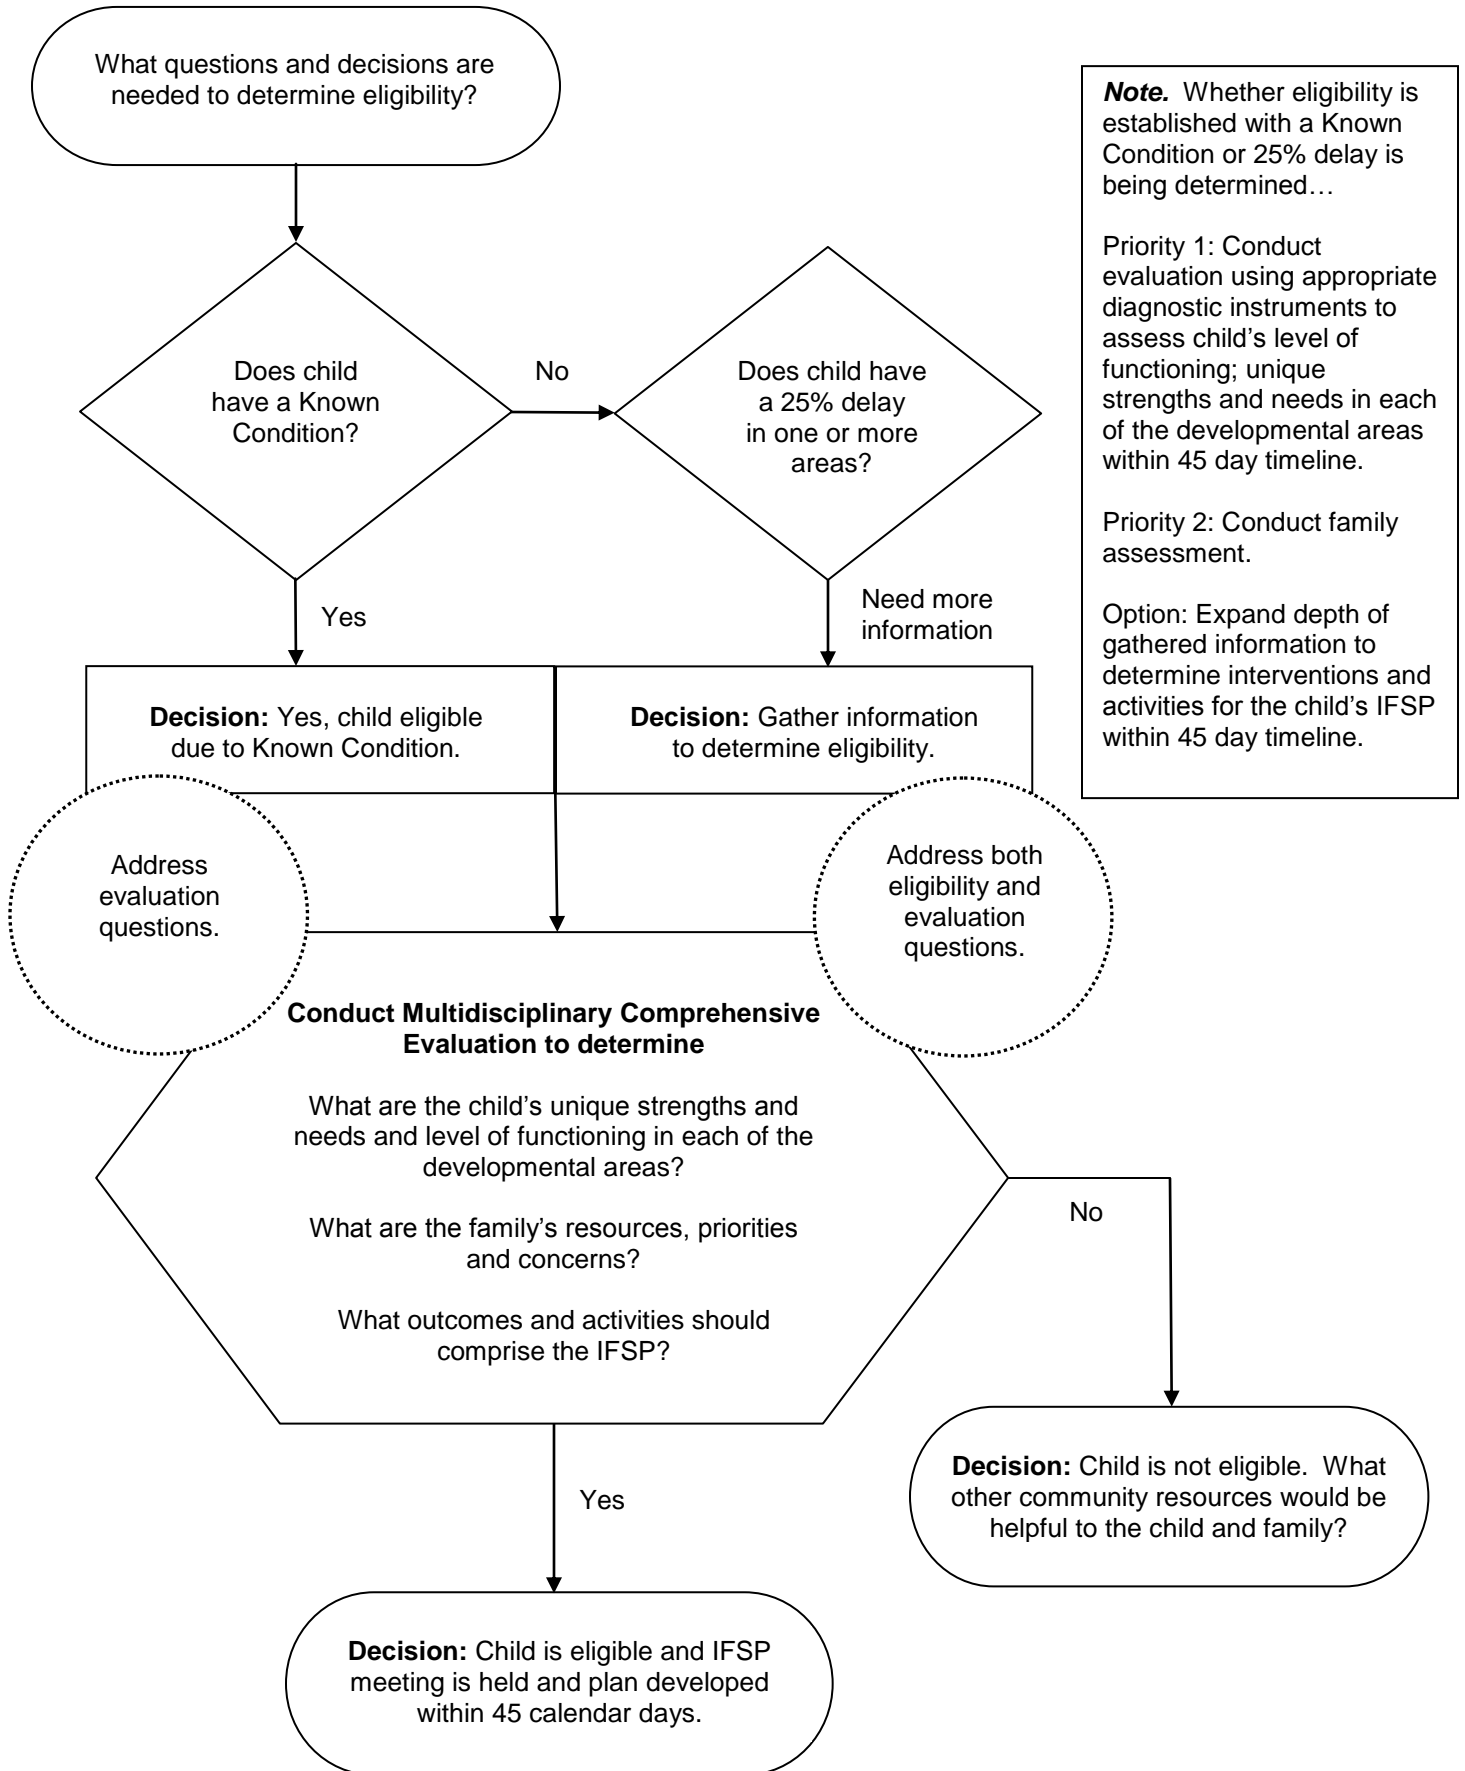 What questions and decisions are
needed to determine eligibility?
Note. Whether eligibility is
established with a Known
Condition or 25% delay is
being determined…
Priority 1: Conduct
evaluation using appropriate
diagnostic instruments to
assess child’s level of
functioning; unique
strengths and needs in each
of the developmental areas
within 45 day timeline.
Priority 2: Conduct family
assessment.
Option: Expand depth of
gathered information to
determine interventions and
activities for the child’s IFSP
within 45 day timeline.
Does child
have a Known
Condition?
No
Does child have
a 25% delay
in one or more
areas?
Yes
Need more
information
Decision: Yes, child eligible
due to Known Condition.
Decision: Gather information
to determine eligibility.
Address
evaluation
questions.
Address both
eligibility and
evaluation
questions.
Conduct Multidisciplinary Comprehensive
Evaluation to determine
What are the child’s unique strengths and
needs and level of functioning in each of the
developmental areas?
What are the family’s resources, priorities
and concerns?
What outcomes and activities should
comprise the IFSP?
No
Yes
Decision: Child is not eligible.  What
other community resources would be
helpful to the child and family?
Decision: Child is eligible and IFSP
meeting is held and plan developed
within 45 calendar days.